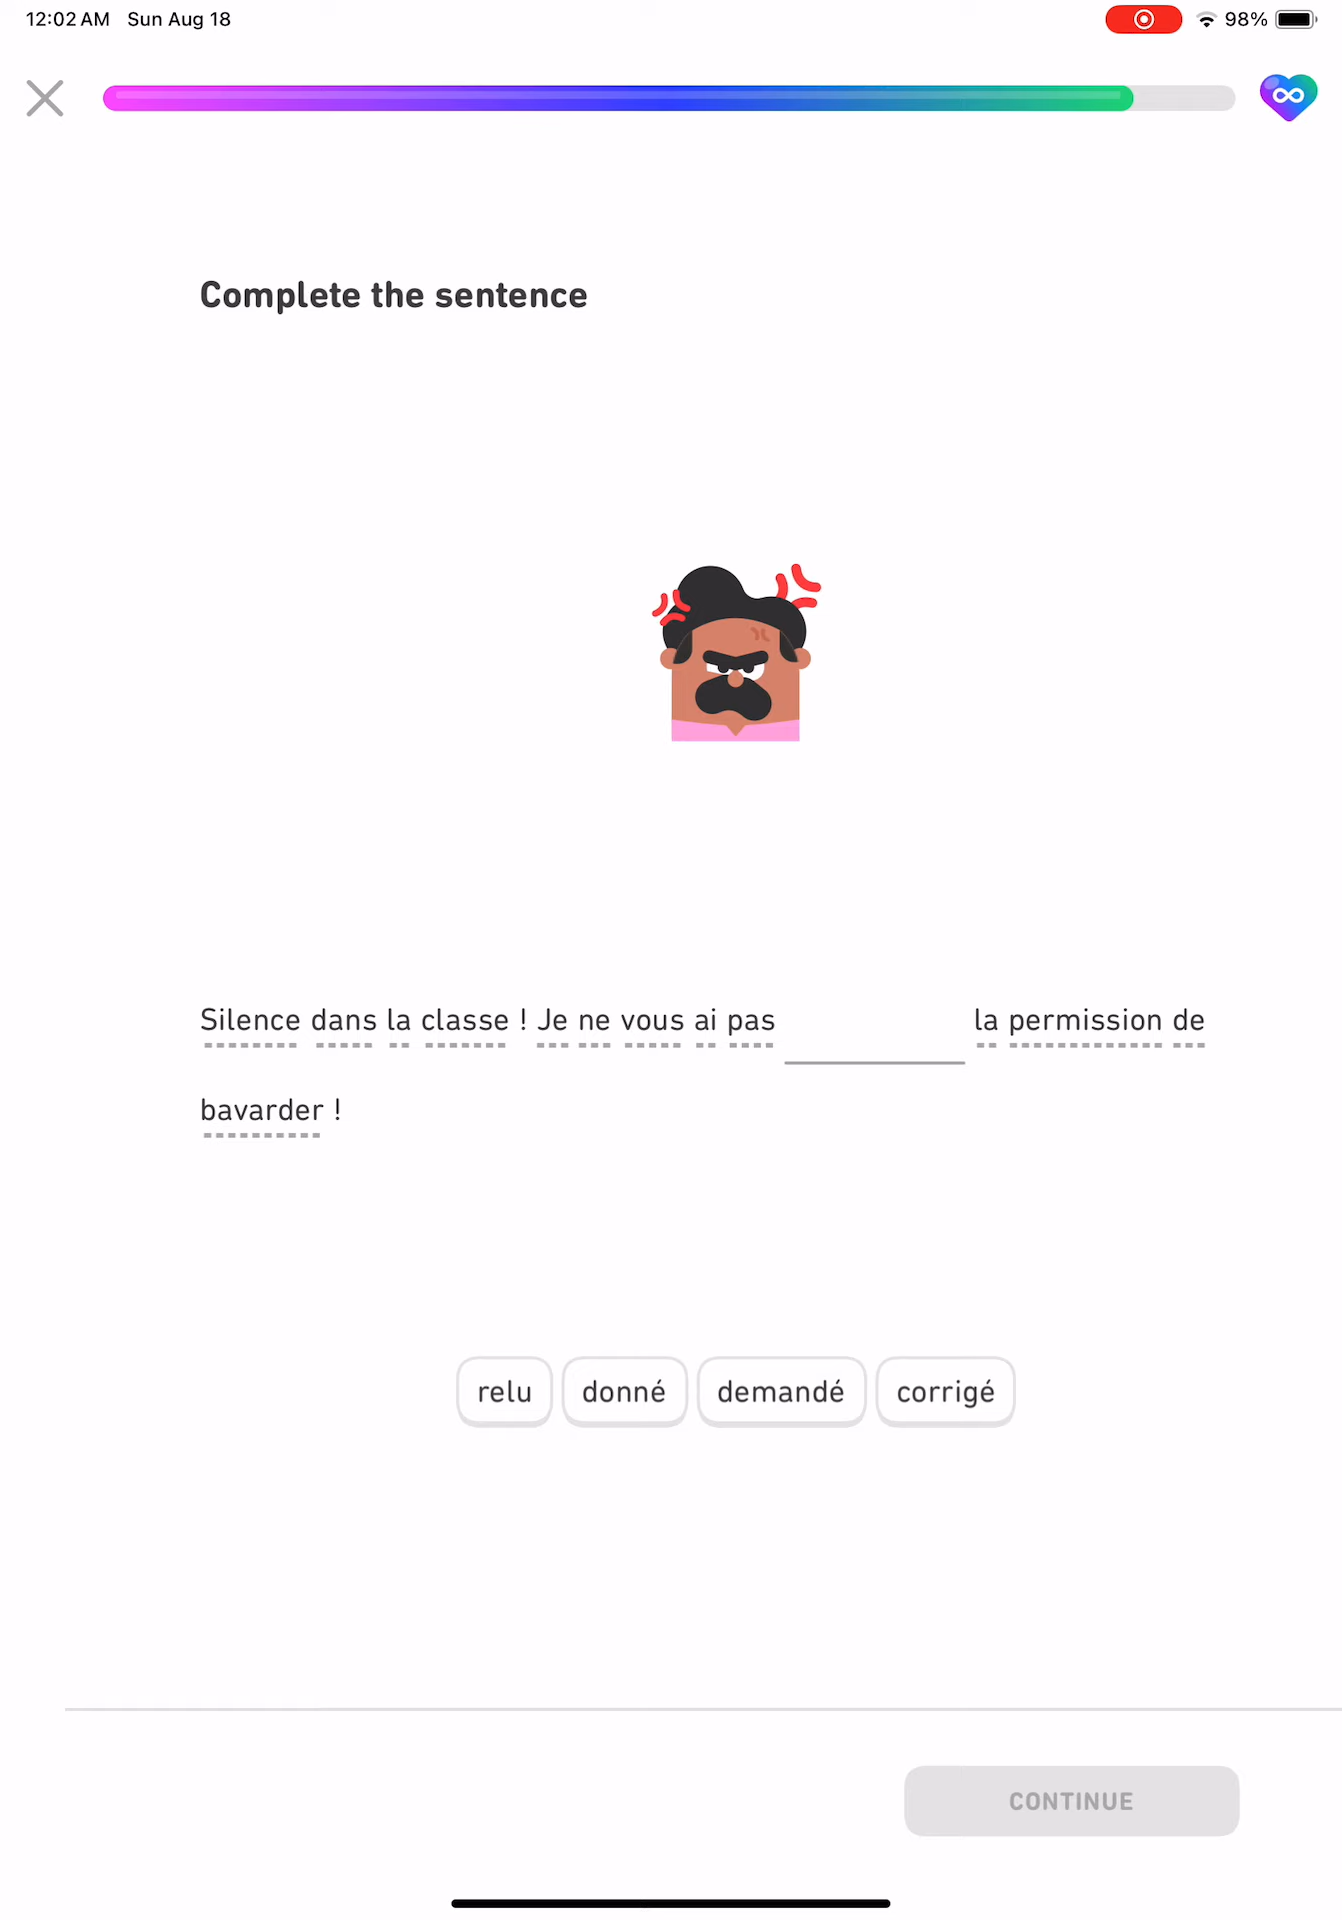 12:02 AM Sun Aug 18 98%
Complete the sentence
Silence dans la classe ! Je ne vous ai pas la permission de
bavarder !
relu donné demandé corrigé
CONTINUE